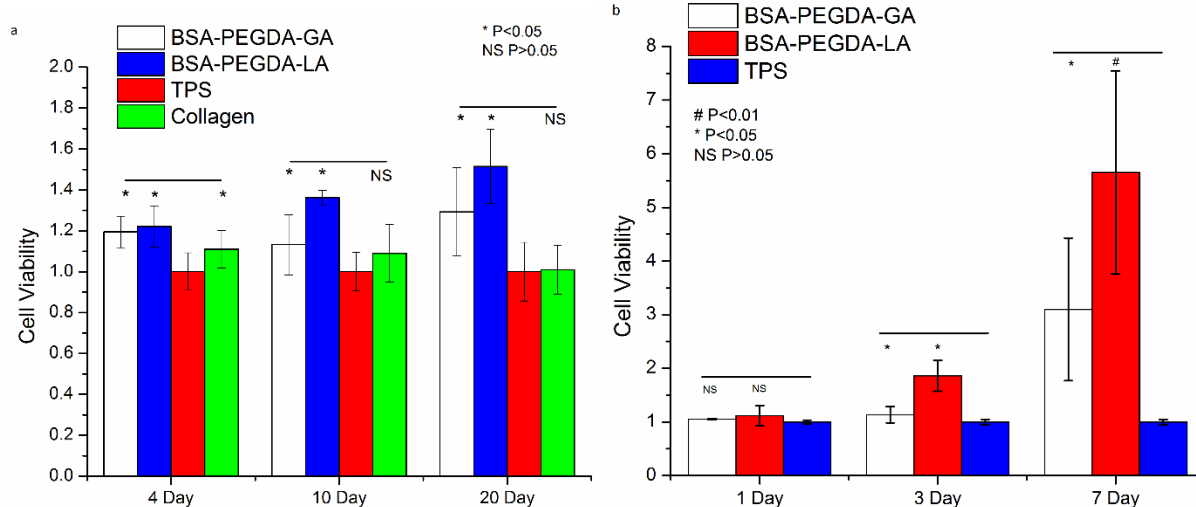 a
BSA-PEGDA-GA
BSA-PEGDA-LA
TPS
Collagen
* P<0.05
NS P>0.05
2.0
1.8
1.6
1.4
1.2
1.0
0.8
0.6
0.4
0.2
0.0
Cell Viability
* * *
* * NS
* * NS
4 Day
10 Day
20 Day
b
BSA-PEGDA-GA
BSA-PEGDA-LA
TPS
# P<0.01
* P<0.05
NS P>0.05
8
7
6
5
4
3
2
1
0
Cell Viability
NS NS
* *
* #
1 Day
3 Day
7 Day